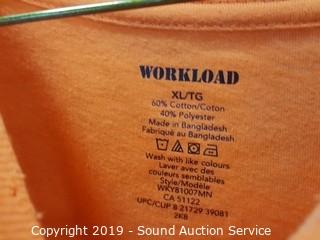 WORKLOAD
XL/TG
60% Cotton/Coton
40% Polyester
Made in Bangladesh
Fabriqué au Bangladesh
Wash with like colours
Laver avec des
couleurs semblables
Style/Modèle
WKY81007MN
CA 51122
UPC/CUP 8 21729 39081
2KB
Copyright 2019 - Sound Auction Service